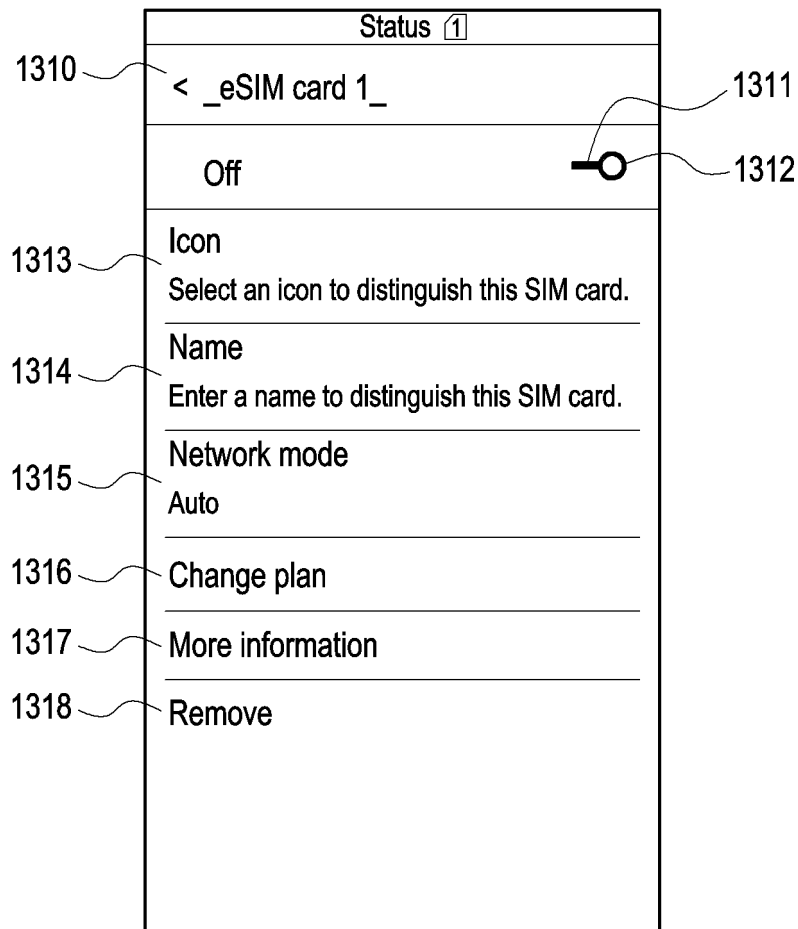 Status 1
1310
< _eSIM card 1_
1311
Off
1312
Icon
1313
Select an icon to distinguish this SIM card.
Name
1314
Enter a name to distinguish this SIM card.
Network mode
1315
Auto
1316
Change plan
1317
More information
1318
Remove